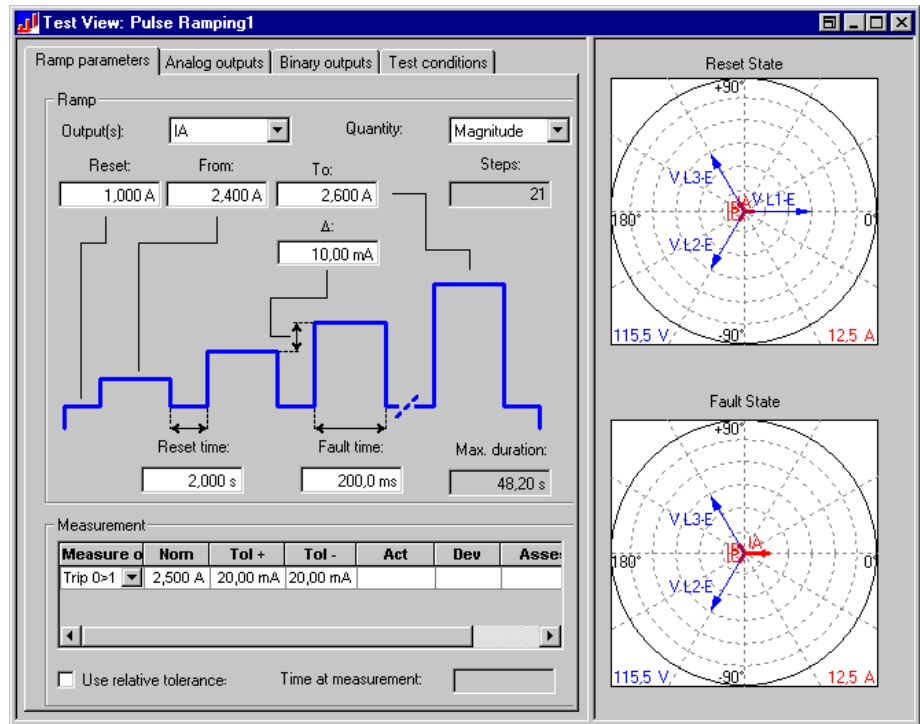 Test View: Pulse Ramping1
Ramp parameters Analog outputs Binary outputs Test conditions
Ramp
Output(s): IA Quantity: Magnitude
Reset: From: To: Steps:
1,000 A 2,400 A 2,600 A 21
Δ:
10,00 mA
Reset time: Fault time: Max. duration:
2,000 s 200,0 ms 48,20 s
Measurement
Measure o Nom Tol + Tol - Act Dev Asses
Trip 0>1 2,500 A 20,00 mA 20,00 mA
Use relative tolerance: Time at measurement:
Reset State
+90°
V L3-E
V L1-E
180°
0°
V L2-E
115,5 V -90° 12,5 A
Fault State
+90°
V L3-E
IA
180°
0°
V L2-E
115,5 V -90° 12,5 A